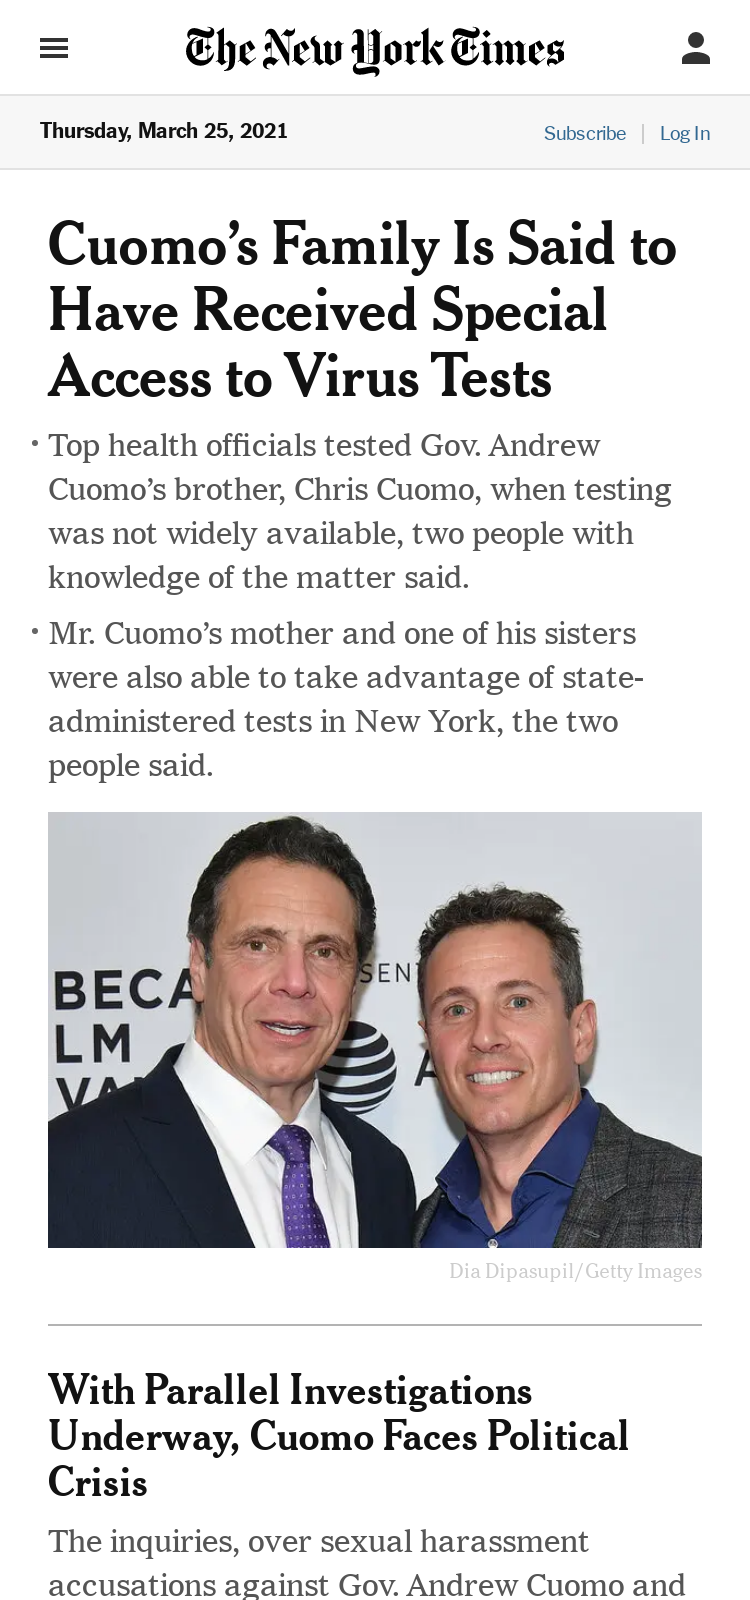 The New York Times
Thursday, March 25, 2021
Subscribe | Log In
Cuomo’s Family Is Said to
Have Received Special
Access to Virus Tests
• Top health officials tested Gov. Andrew
Cuomo’s brother, Chris Cuomo, when testing
was not widely available, two people with
knowledge of the matter said.
• Mr. Cuomo’s mother and one of his sisters
were also able to take advantage of state-
administered tests in New York, the two
people said.
BECA
SENT
LM
VA
A
Dia Dipasupil/Getty Images
With Parallel Investigations
Underway, Cuomo Faces Political
Crisis
The inquiries, over sexual harassment
accusations against Gov. Andrew Cuomo and